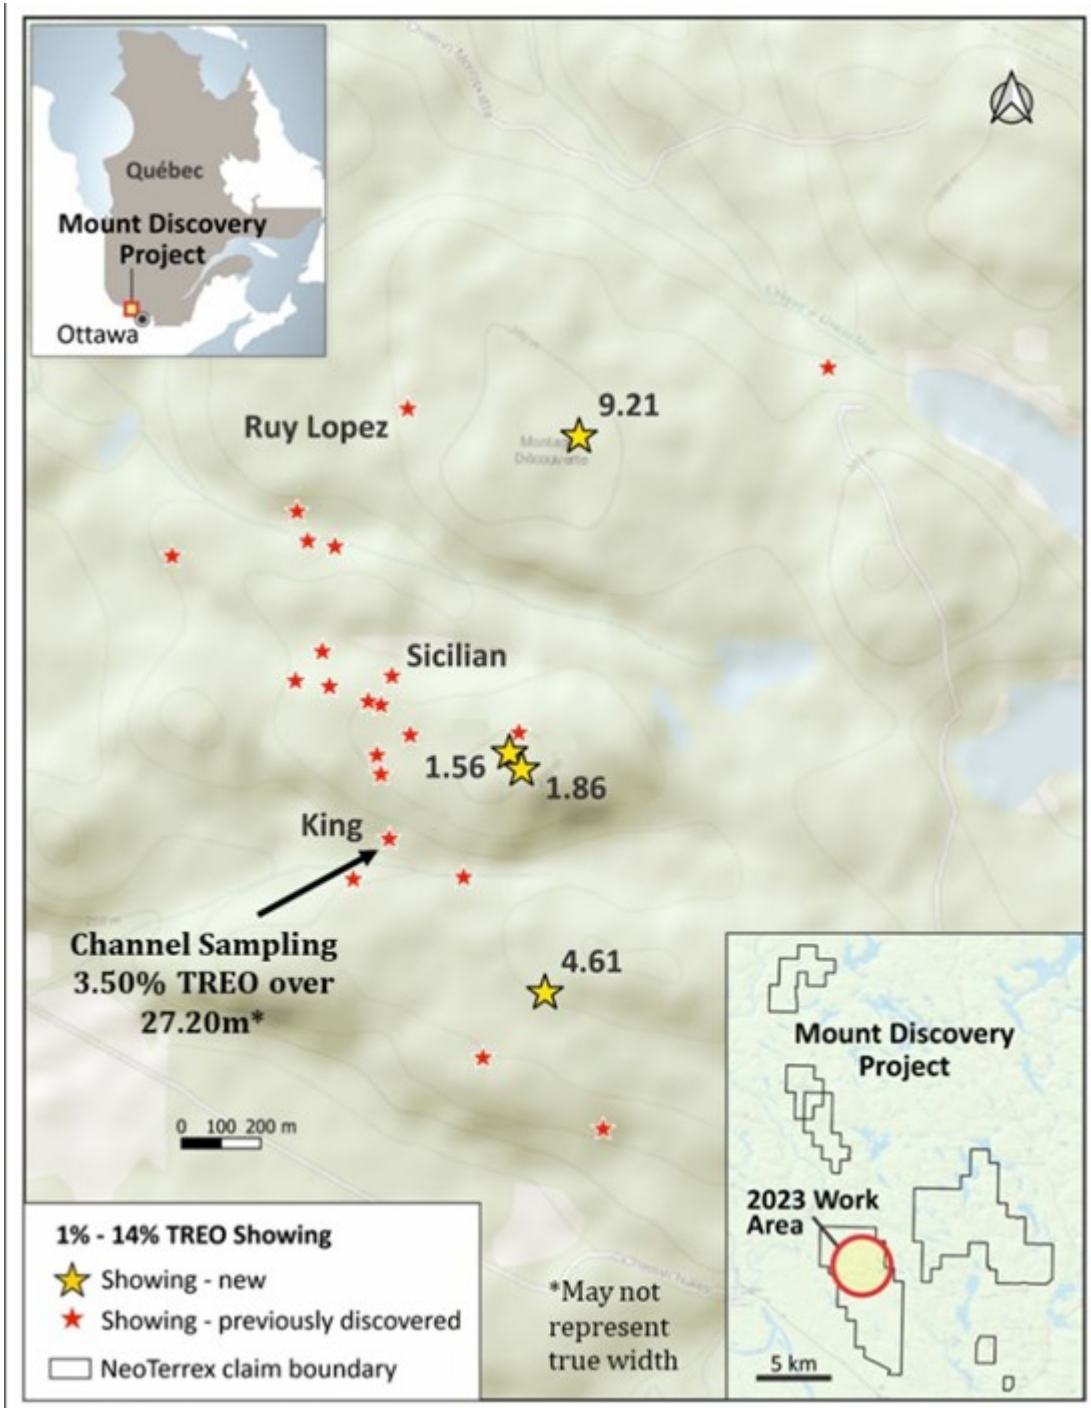 Québec
Mount Discovery
Project
Ottawa
Ruy Lopez
9.21
Montagne
Découverte
Sicilian
1.56
1.86
King
Channel Sampling
3.50% TREO over
27.20m*
4.61
0 100 200 m
Mount Discovery
Project
2023 Work
Area
5 km
1% - 14% TREO Showing
Showing - new
Showing - previously discovered
NeoTerrex claim boundary
*May not
represent
true width